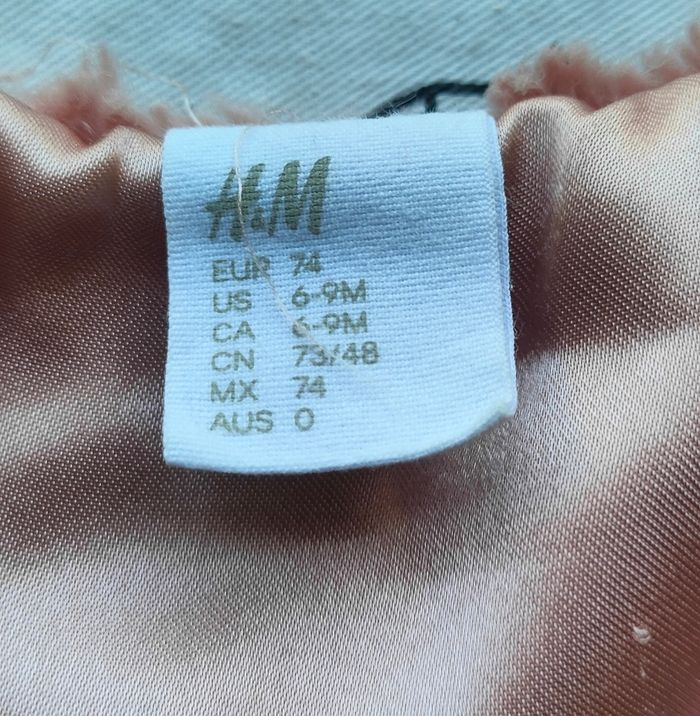 H&M
EUR 74
US 6-9M
CA 6-9M
CN 73/48
MX 74
AUS 0